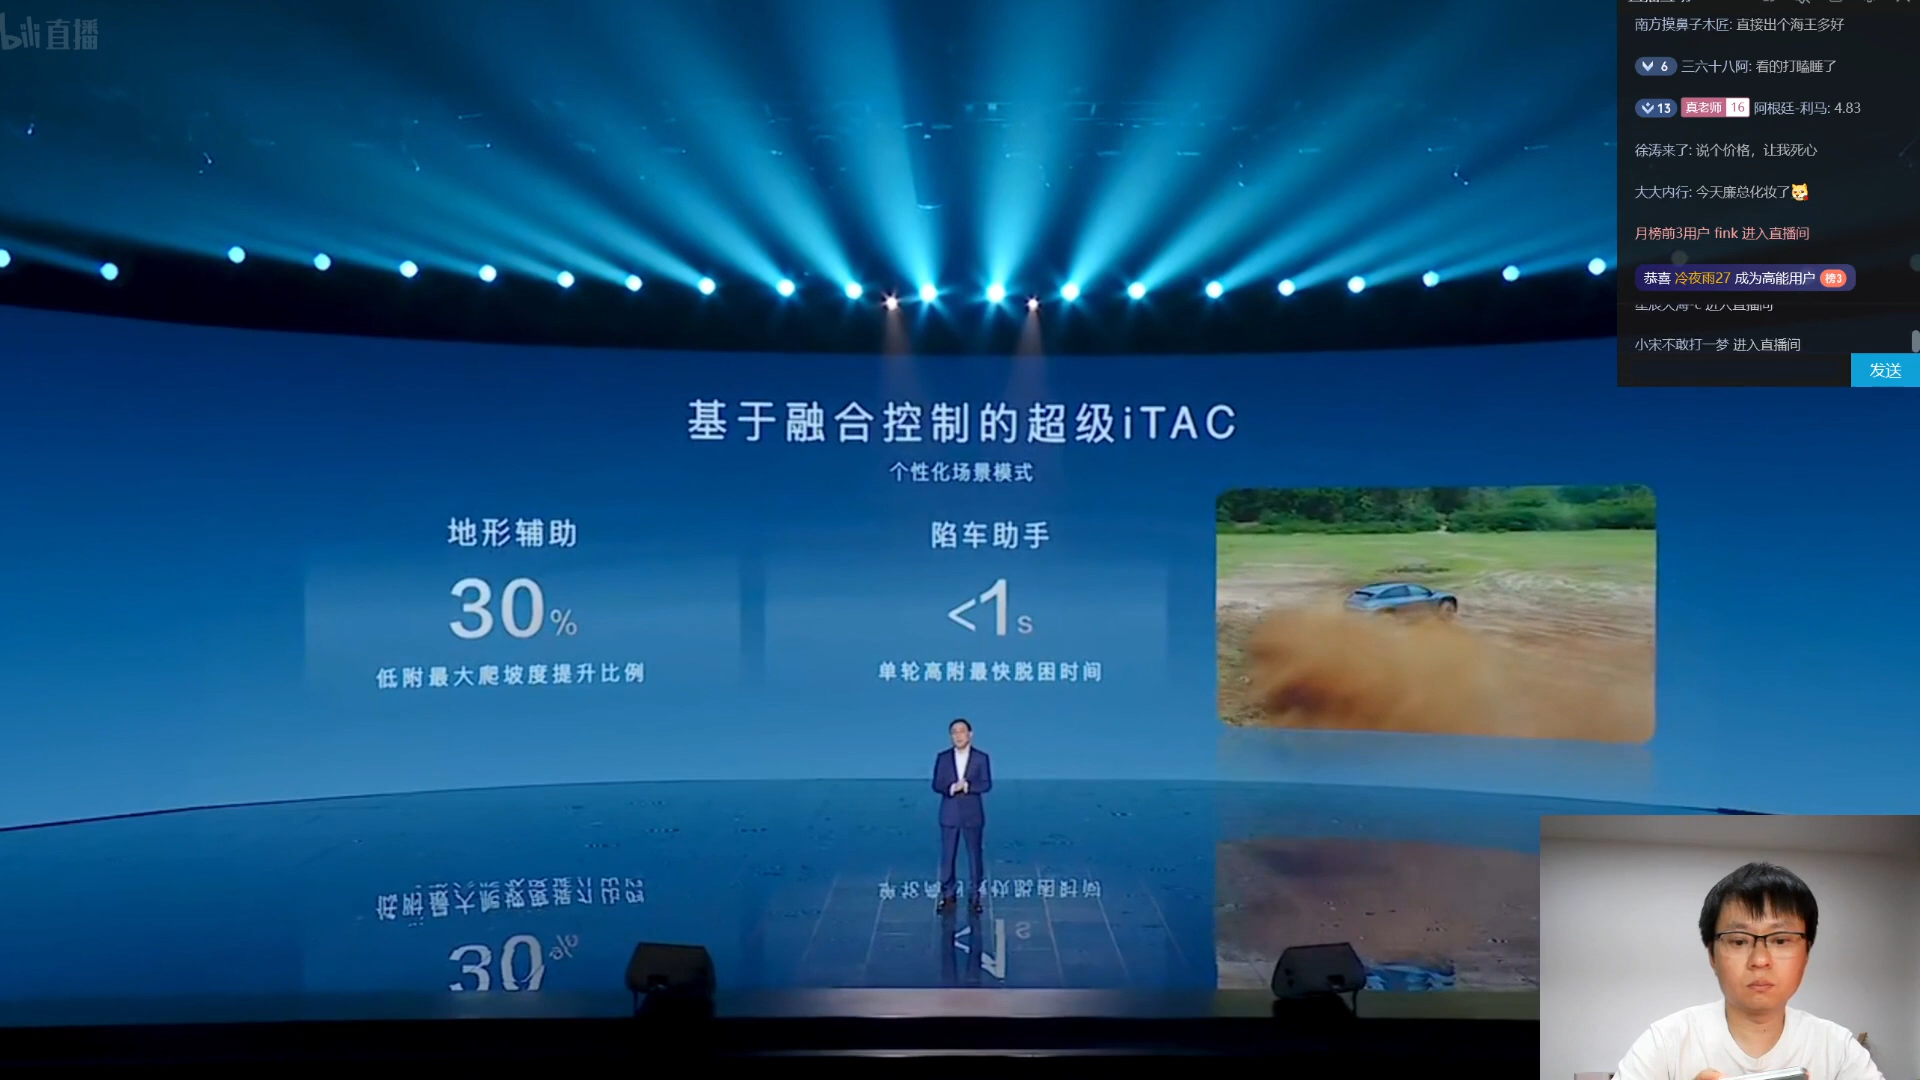 bilibili直播
南方摸鼻子木匠: 直接出个海王多好
6 三六十八阿: 看的打瞌睡了
13 真老师 16 阿根廷-利马: 4.83
徐涛来了: 说个价格，让我死心
大大内行: 今天廉总化妆了
月榜前3用户 fink 进入直播间
恭喜 冷夜雨27 成为高能用户 榜3
小宋不敢打一梦 进入直播间
发送
基于融合控制的超级iTAC
个性化场景模式
地形辅助
30%
低附最大爬坡度提升比例
陷车助手
<1s
单轮高附最快脱困时间